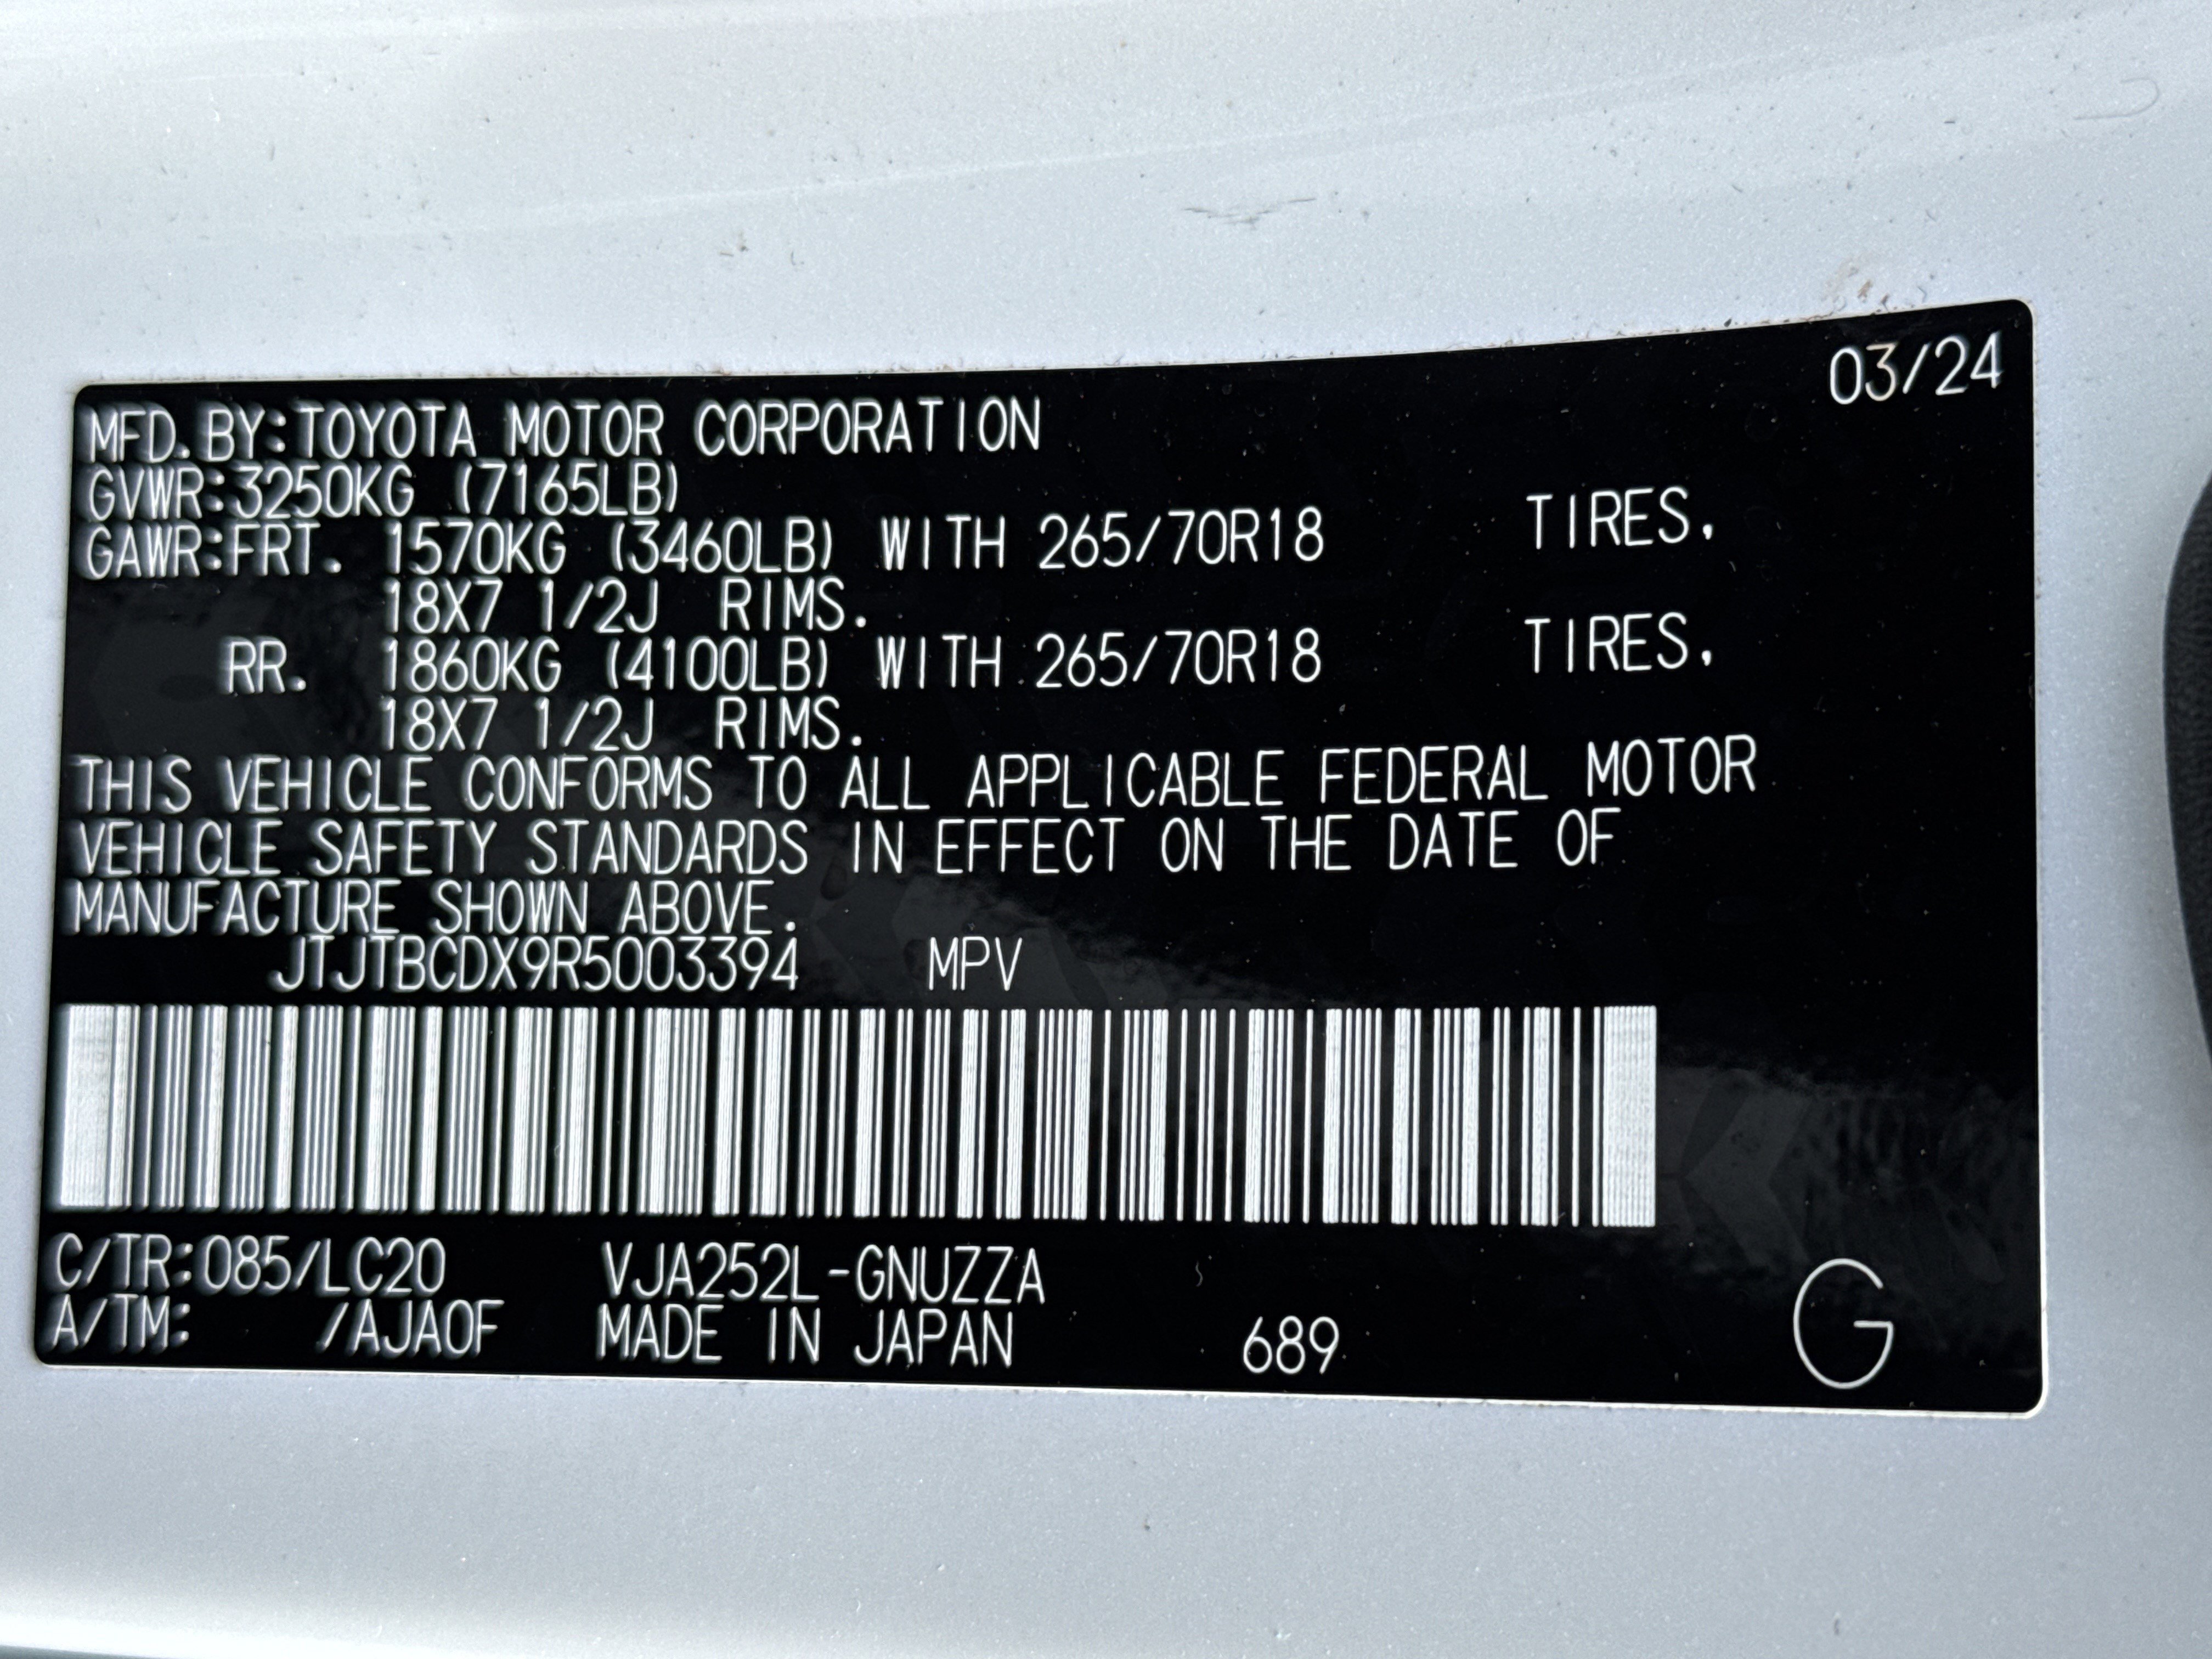 03/24
MFD.BY:TOYOTA MOTOR CORPORATION
GVWR:3250KG (7165LB)
GAWR:FRT. 1570KG (3460LB) WITH 265/70R18 TIRES,
18X7 1/2J RIMS.
RR. 1860KG (4100LB) WITH 265/70R18 TIRES,
18X7 1/2J RIMS.
THIS VEHICLE CONFORMS TO ALL APPLICABLE FEDERAL MOTOR
VEHICLE SAFETY STANDARDS IN EFFECT ON THE DATE OF
MANUFACTURE SHOWN ABOVE.
JTJTBCDX9R5003394 MPV
C/TR:085/LC20 VJA252L-GNUZZA
A/TM: /AJA0F MADE IN JAPAN 689 G